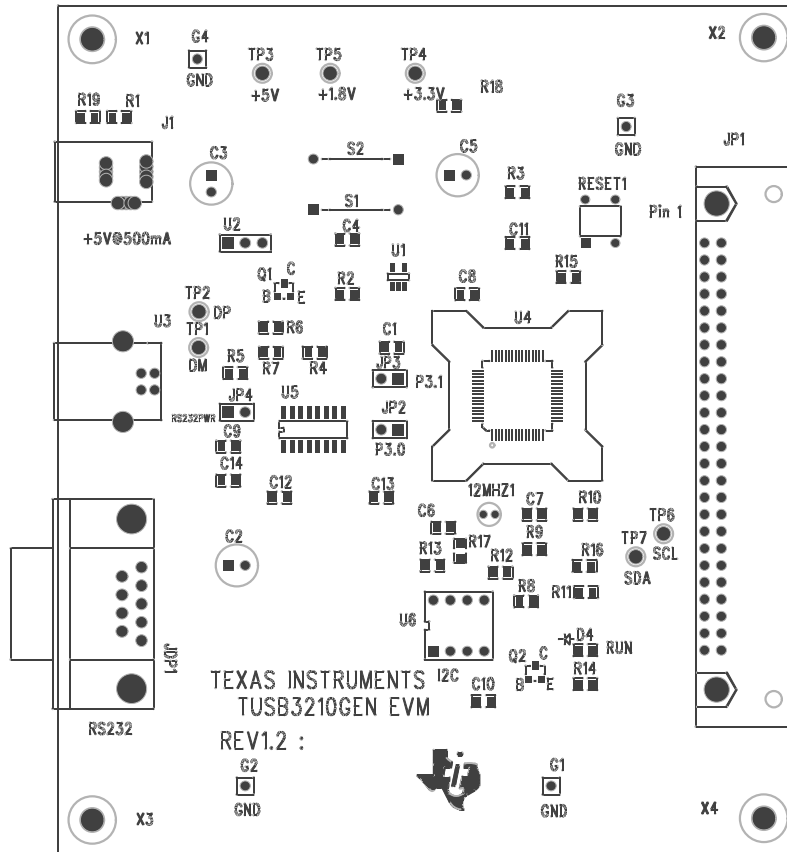 X1
G4
X2
TP3
TP5
TP4
GND
+5V
+1.8V
+3.3V
R18
R19
R1
G3
J1
GND
JP1
S2
C3
C5
R3
RESET1
S1
Pin 1
+5V@500mA
U2
C4
C11
U1
Q1
C
R15
B
E
R2
C8
TP2
DP
U3
TP1
R6
U4
C1
DM
R5
R7
R4
JP3
P3.1
JP4
U5
RS232PWR
JP2
C9
P3.0
C14
C12
C13
12MHZ1
C7
R10
C6
TP6
C2
R17
R9
TP7
SCL
R13
R12
R16
SDA
R8
R11
U6
JDP1
D4
RUN
Q2
C
I2C
B
E
R14
TEXAS INSTRUMENTS
C10
TUSB3210GEN EVM
RS232
REV1.2 :
G2
G1
GND
GND
X3
X4